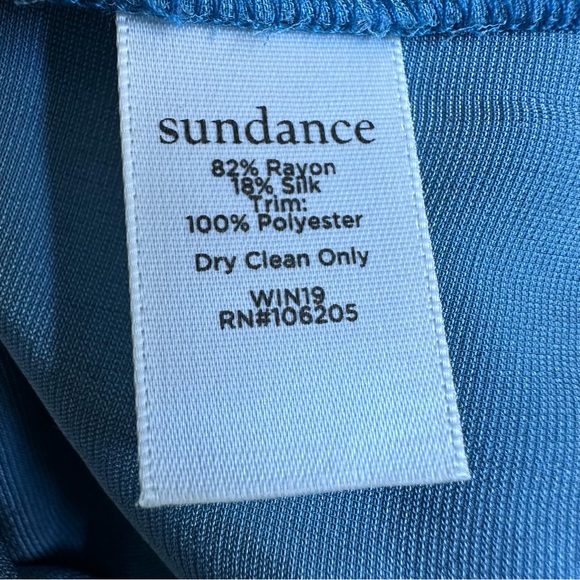 sundance
82% Rayon
18% Silk
Trim:
100% Polyester
Dry Clean Only
WIN19
RN#106205